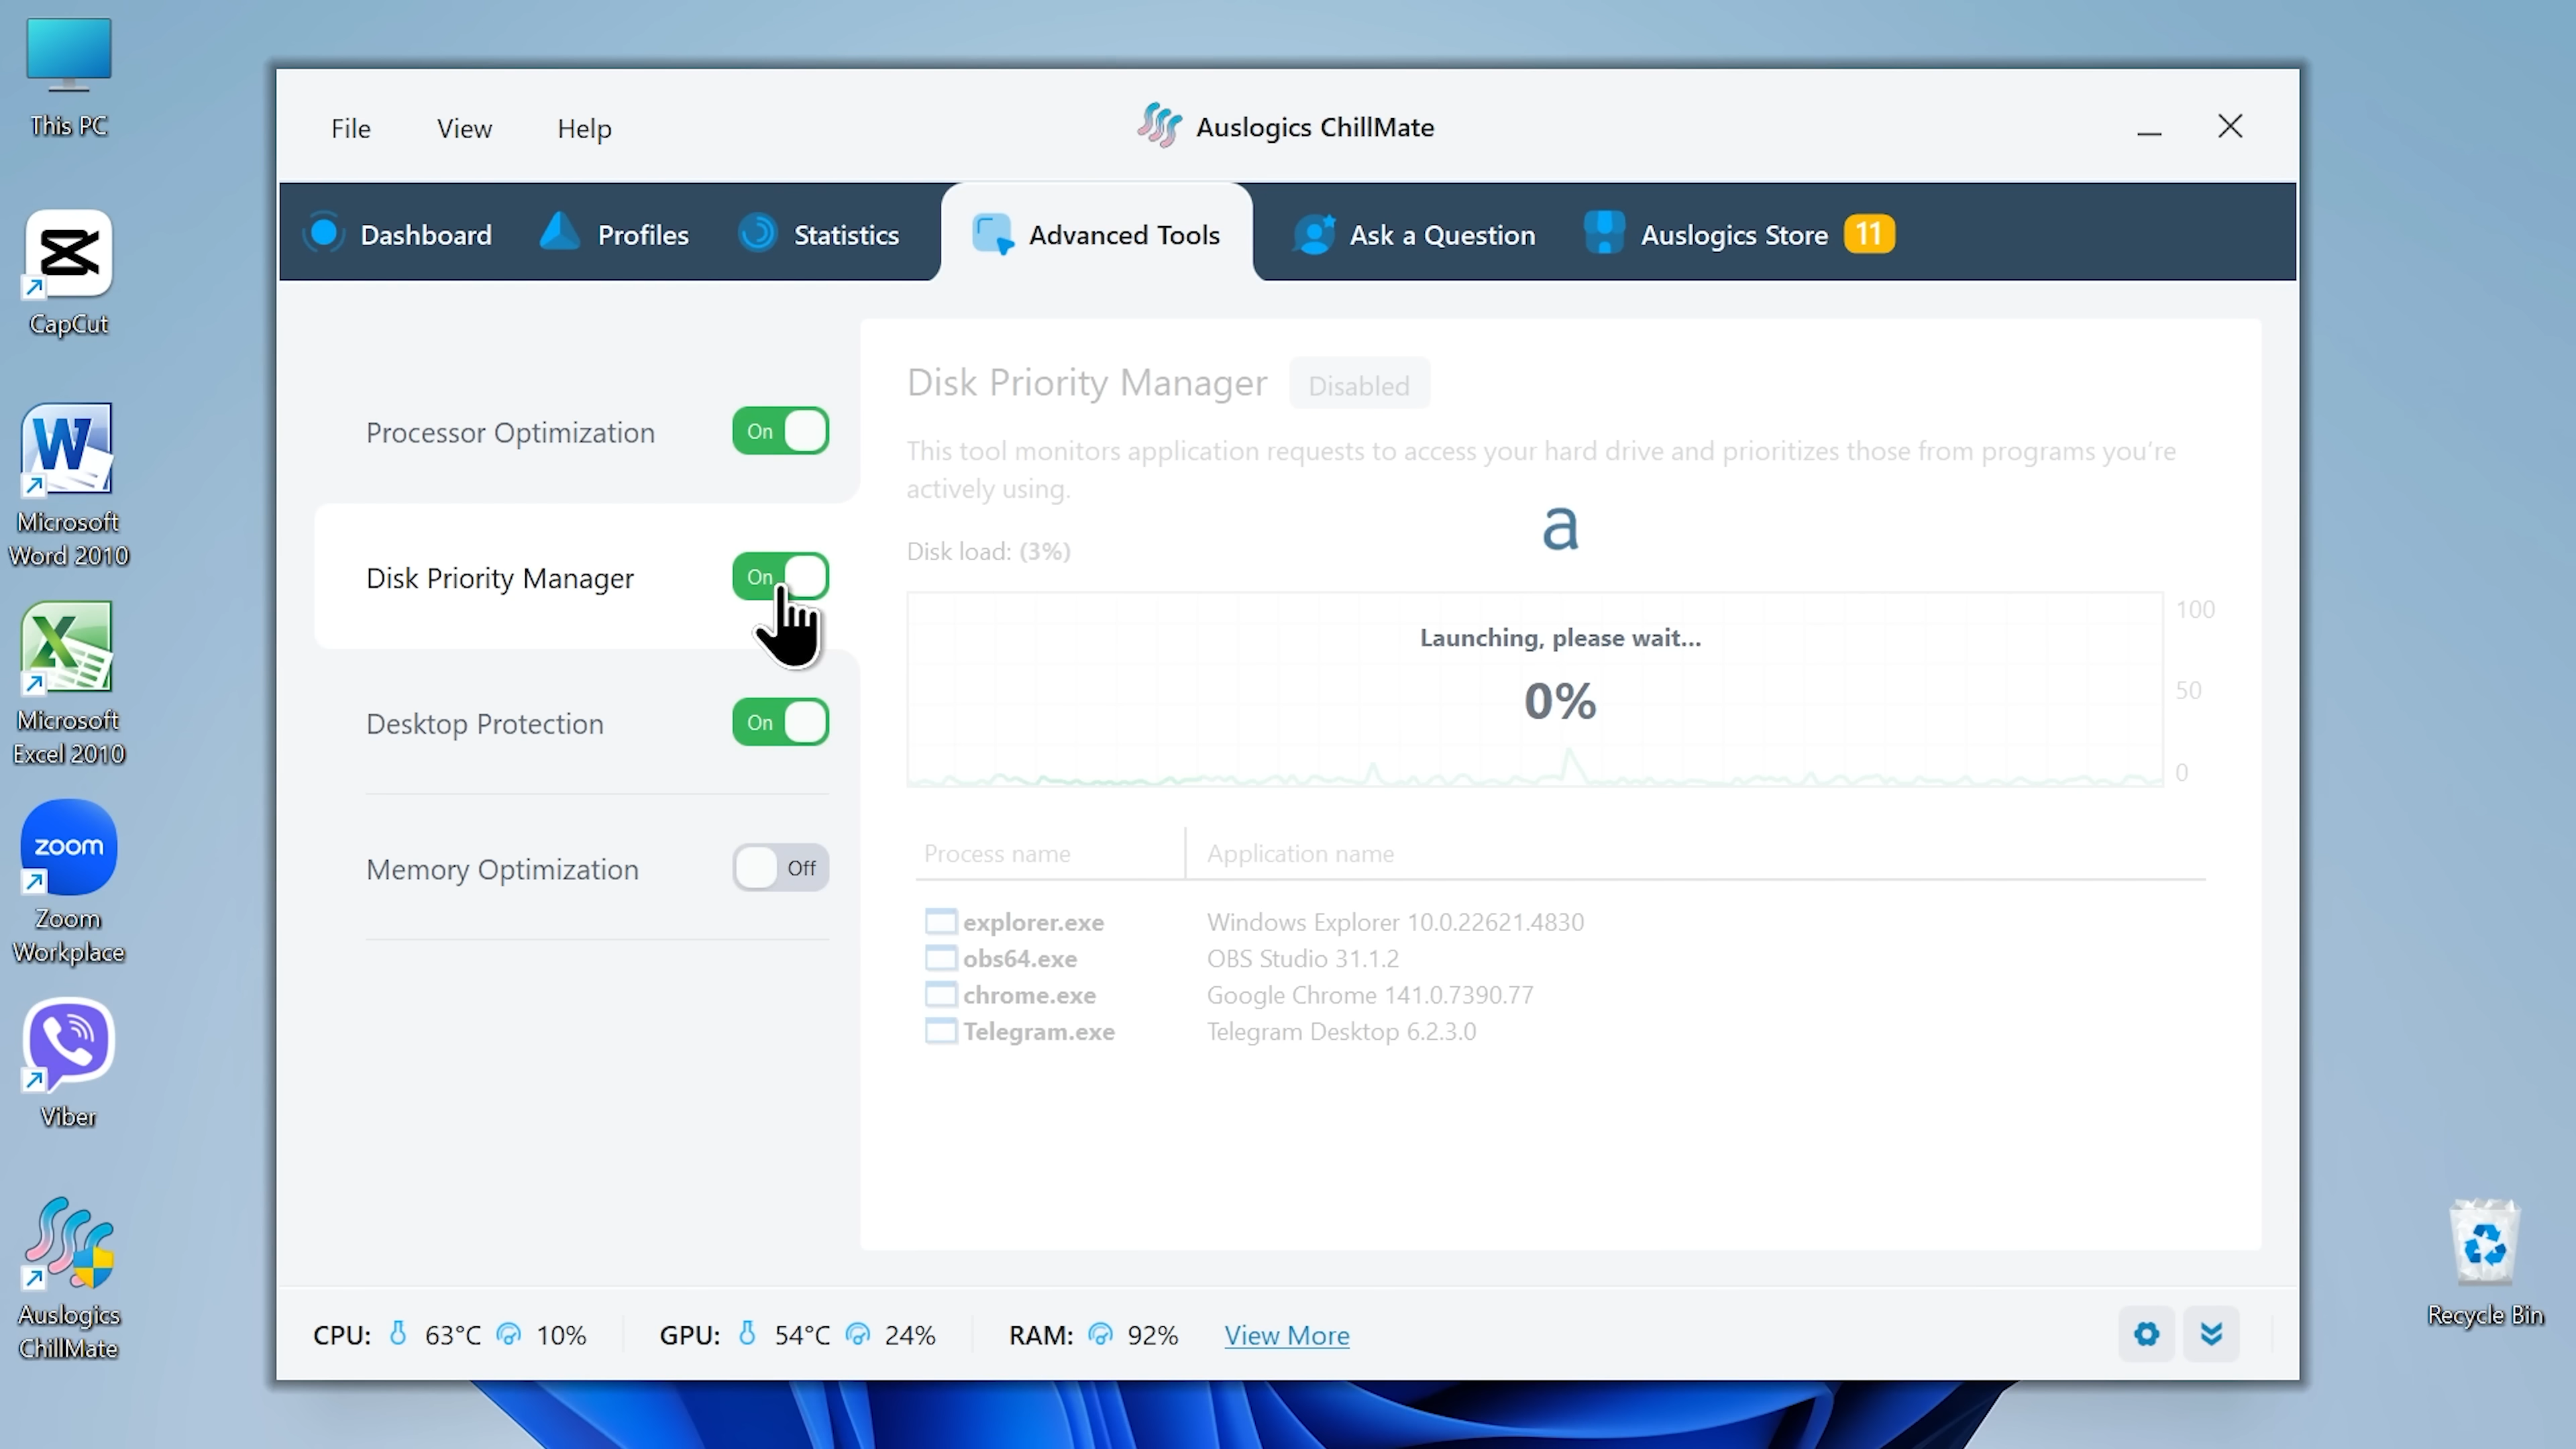 This PC
CapCut
Microsoft
Word 2010
Microsoft
Excel 2010
zoom
Zoom
Workplace
Viber
Auslogics
ChillMate
File View Help
Auslogics ChillMate
Dashboard Profiles Statistics Advanced Tools Ask a Question Auslogics Store 11
Processor Optimization On
Disk Priority Manager On
Desktop Protection On
Memory Optimization Off
Disk Priority Manager Disabled
This tool monitors application requests to access your hard drive and prioritizes those from programs you're
actively using.
a
Disk load: (3%)
100
Launching, please wait...
50
0%
0
Process name Application name
explorer.exe Windows Explorer 10.0.22621.4830
obs64.exe OBS Studio 31.1.2
chrome.exe Google Chrome 141.0.7390.77
Telegram.exe Telegram Desktop 6.2.3.0
CPU: 63°C 10% GPU: 54°C 24% RAM: 92% View More
Recycle Bin